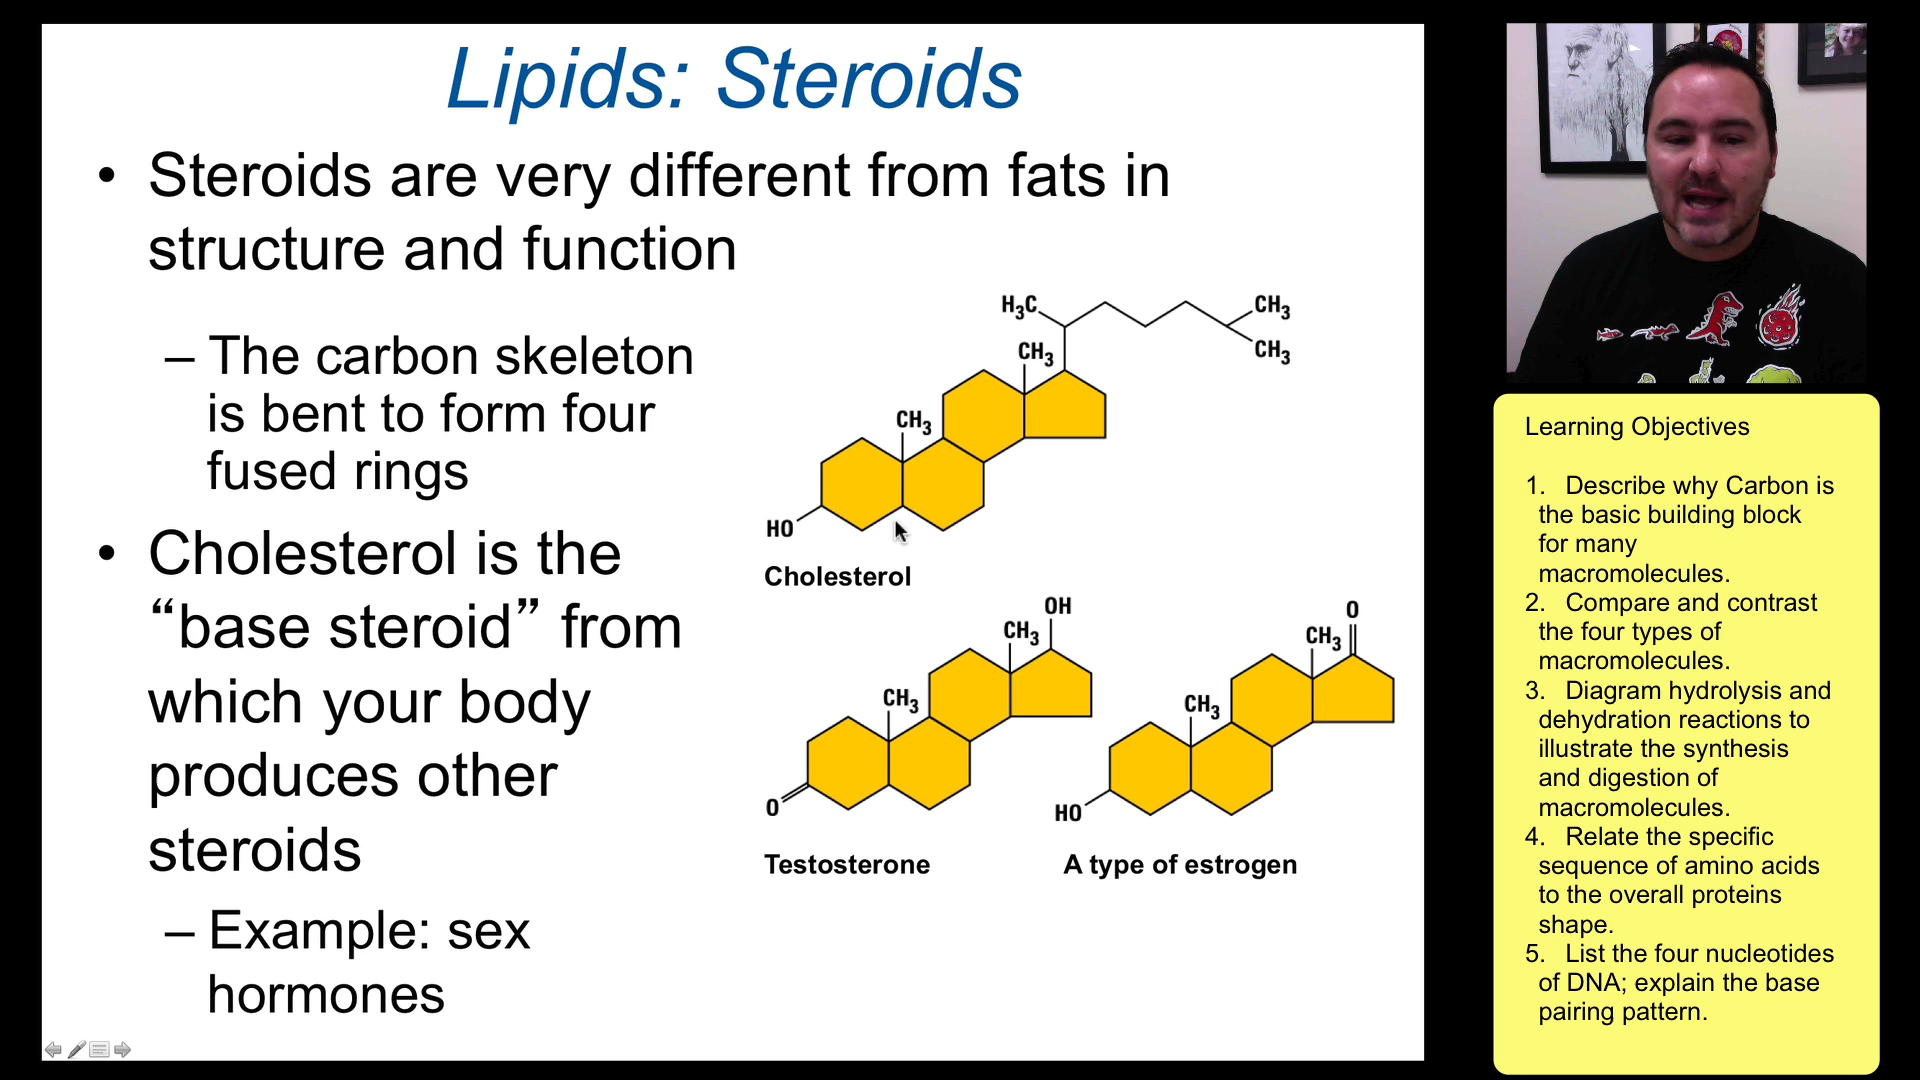 Lipids: Steroids
• Steroids are very different from fats in
structure and function
– The carbon skeleton
is bent to form four
fused rings
• Cholesterol is the
“base steroid” from
which your body
produces other
steroids
– Example: sex
hormones
H₃C
CH₃
CH₃
CH₃
CH₃
HO
Cholesterol
OH
CH₃
CH₃
O
Testosterone
O
CH₃
CH₃
HO
A type of estrogen
Learning Objectives
1. Describe why Carbon is
the basic building block
for many
macromolecules.
2. Compare and contrast
the four types of
macromolecules.
3. Diagram hydrolysis and
dehydration reactions to
illustrate the synthesis
and digestion of
macromolecules.
4. Relate the specific
sequence of amino acids
to the overall proteins
shape.
5. List the four nucleotides
of DNA; explain the base
pairing pattern.